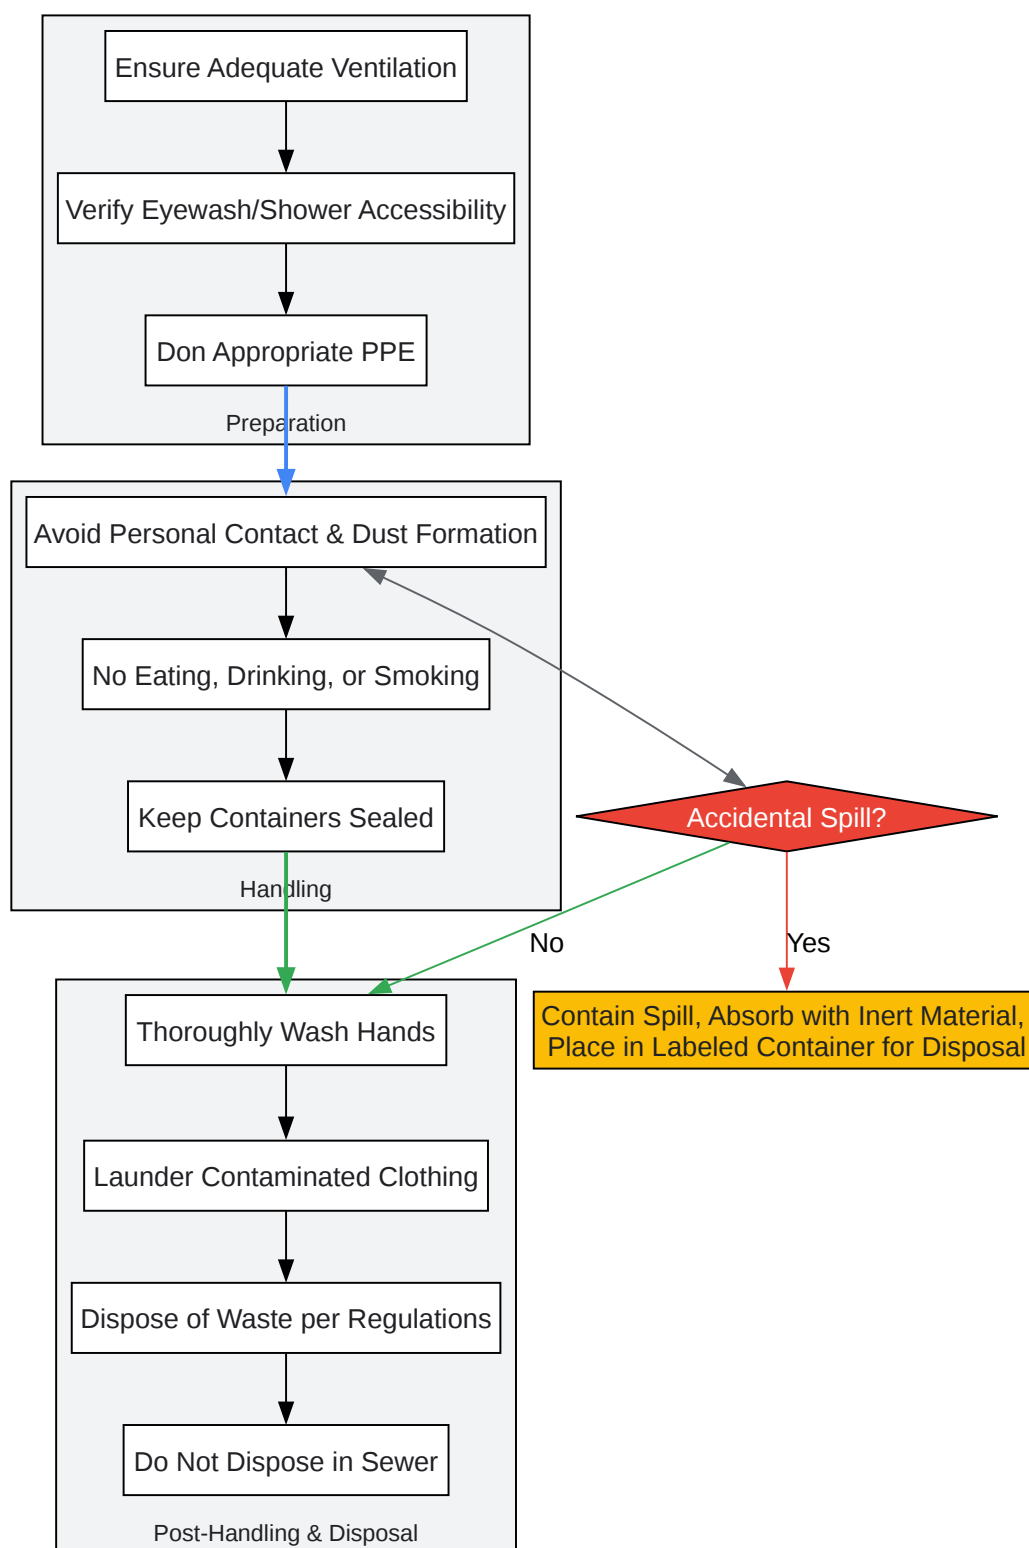 Ensure Adequate Ventilation
Verify Eyewash/Shower Accessibility
Don Appropriate PPE
Preparation
Avoid Personal Contact & Dust Formation
No Eating, Drinking, or Smoking
Keep Containers Sealed
Handling
Accidental Spill?
No
Yes
Contain Spill, Absorb with Inert Material,
Place in Labeled Container for Disposal
Thoroughly Wash Hands
Launder Contaminated Clothing
Dispose of Waste per Regulations
Do Not Dispose in Sewer
Post-Handling & Disposal